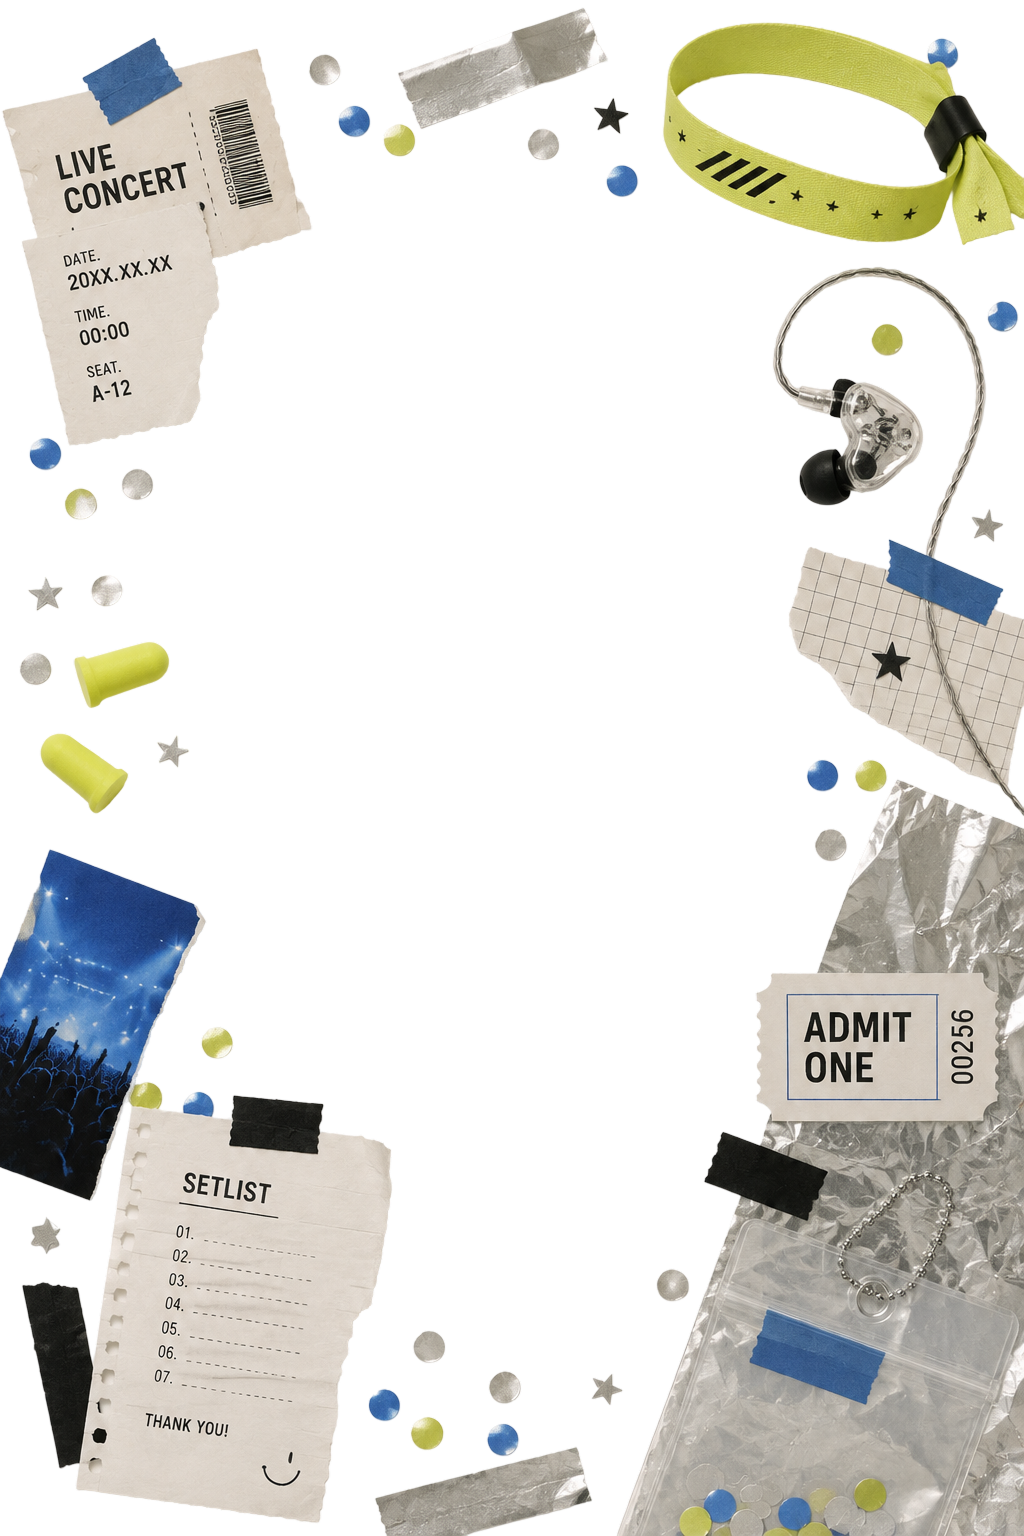 LIVE
CONCERT
DATE.
20XX.XX.XX
TIME.
00:00
SEAT.
A-12
ADMIT
ONE
00256
SETLIST
01.
02.
03.
04.
05.
06.
07.
THANK YOU!